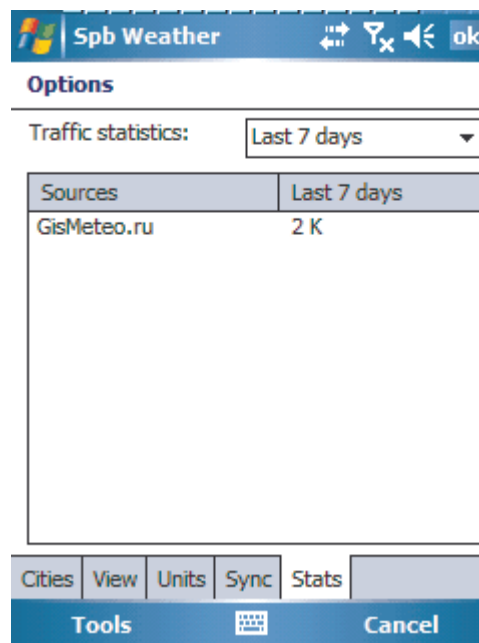 Spb Weather ok
Options
Traffic statistics: Last 7 days
Sources Last 7 days
GisMeteo.ru 2 K
Cities View Units Sync Stats
Tools Cancel